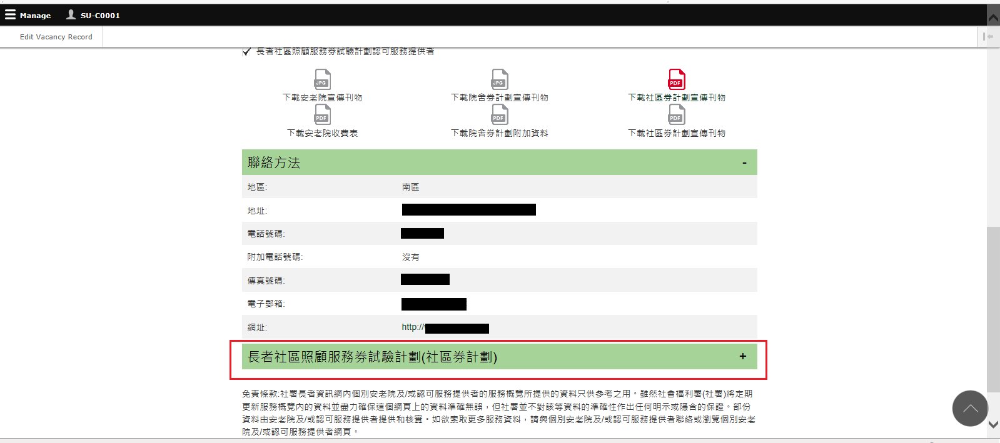 Manage SU-C0001
Edit Vacancy Record
長者社區照顧服務券試驗計劃認可服務提供者
JPG JPG PDF
下載安老院宣傳刊物 下載院舍券計劃宣傳刊物 下載社區券計劃宣傳刊物
PDF PDF PDF
下載安老院收費表 下載院舍券計劃附加資料 下載社區券計劃宣傳刊物
聯絡方法 -
地區: 南區
地址:
電話號碼:
附加電話號碼: 沒有
傳真號碼:
電子郵箱:
網址: http://
長者社區照顧服務券試驗計劃(社區券計劃) +
免責條款:社署長者資訊網內個別安老院及/或認可服務提供者的服務概覽所提供的資料只供參考之用。雖然社會福利署(社署)將定期
更新服務概覽內的資料並盡力確保這個網頁上的資料準確無誤，但社署並不對該等資料的準確性作出任何明示或隱含的保證。部份
資料由安老院及/或認可服務提供者提供和核實。如欲索取更多服務資料，請與個別安老院及/或認可服務提供者聯絡或瀏覽個別安老
院及/或認可服務提供者網頁。